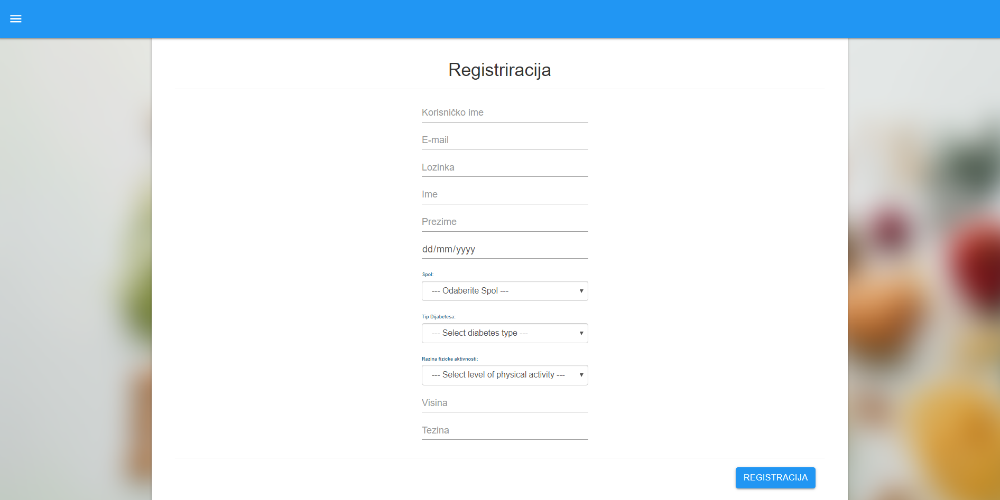 Registriracija
Korisničko ime
E-mail
Lozinka
Ime
Prezime
dd/mm/yyyy
Spol:
--- Odaberite Spol ---
Tip Dijabetesa:
--- Select diabetes type ---
Razina fizicke aktivnosti:
--- Select level of physical activity ---
Visina
Tezina
REGISTRACIJA